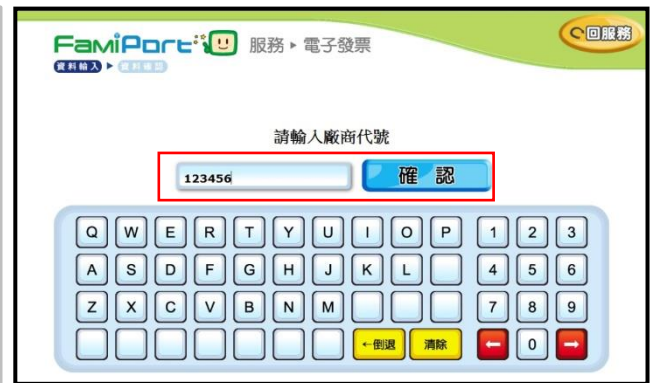 FamiPort 服務 ▸ 電子發票
回服務
資料輸入 ▸ 資料確認
請輸入廠商代號
123456 確 認
Q W E R T Y U I O P 1 2 3
A S D F G H J K L 4 5 6
Z X C V B N M 7 8 9
←倒退 清除 ← 0 →